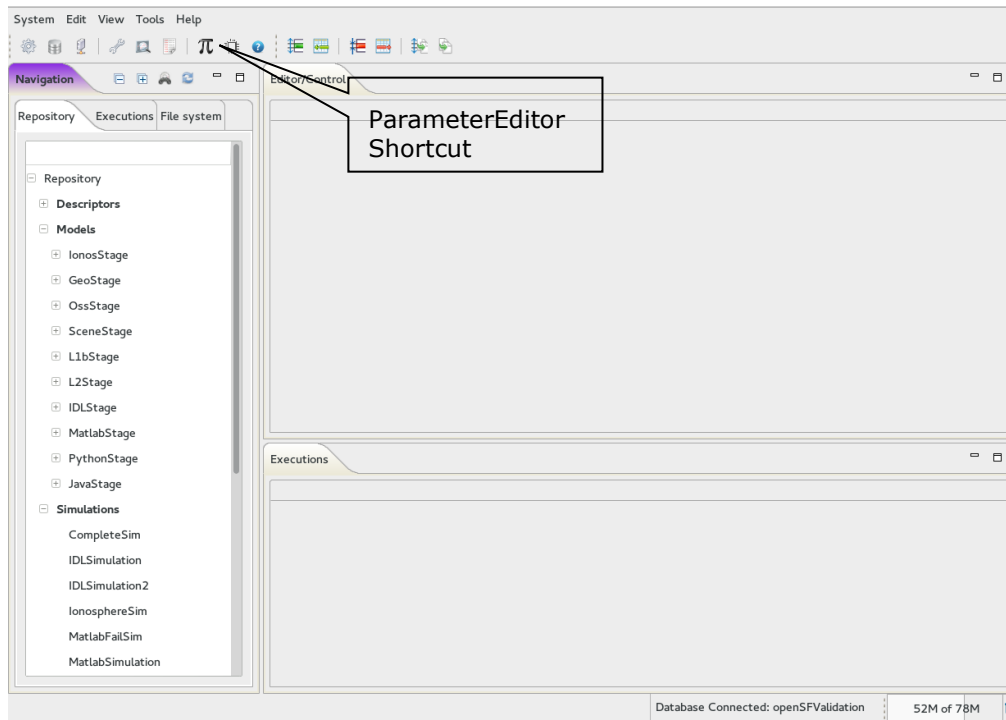 System Edit View Tools Help
π
Navigation
Editor/Control
ParameterEditor
Shortcut
Repository Executions File system
Repository
Descriptors
Models
IonosStage
GeoStage
OssStage
SceneStage
L1bStage
L2Stage
IDLStage
MatlabStage
PythonStage
JavaStage
Simulations
CompleteSim
IDLSimulation
IDLSimulation2
IonosphereSim
MatlabFailSim
MatlabSimulation
Executions
Database Connected: openSFValidation 52M of 78M